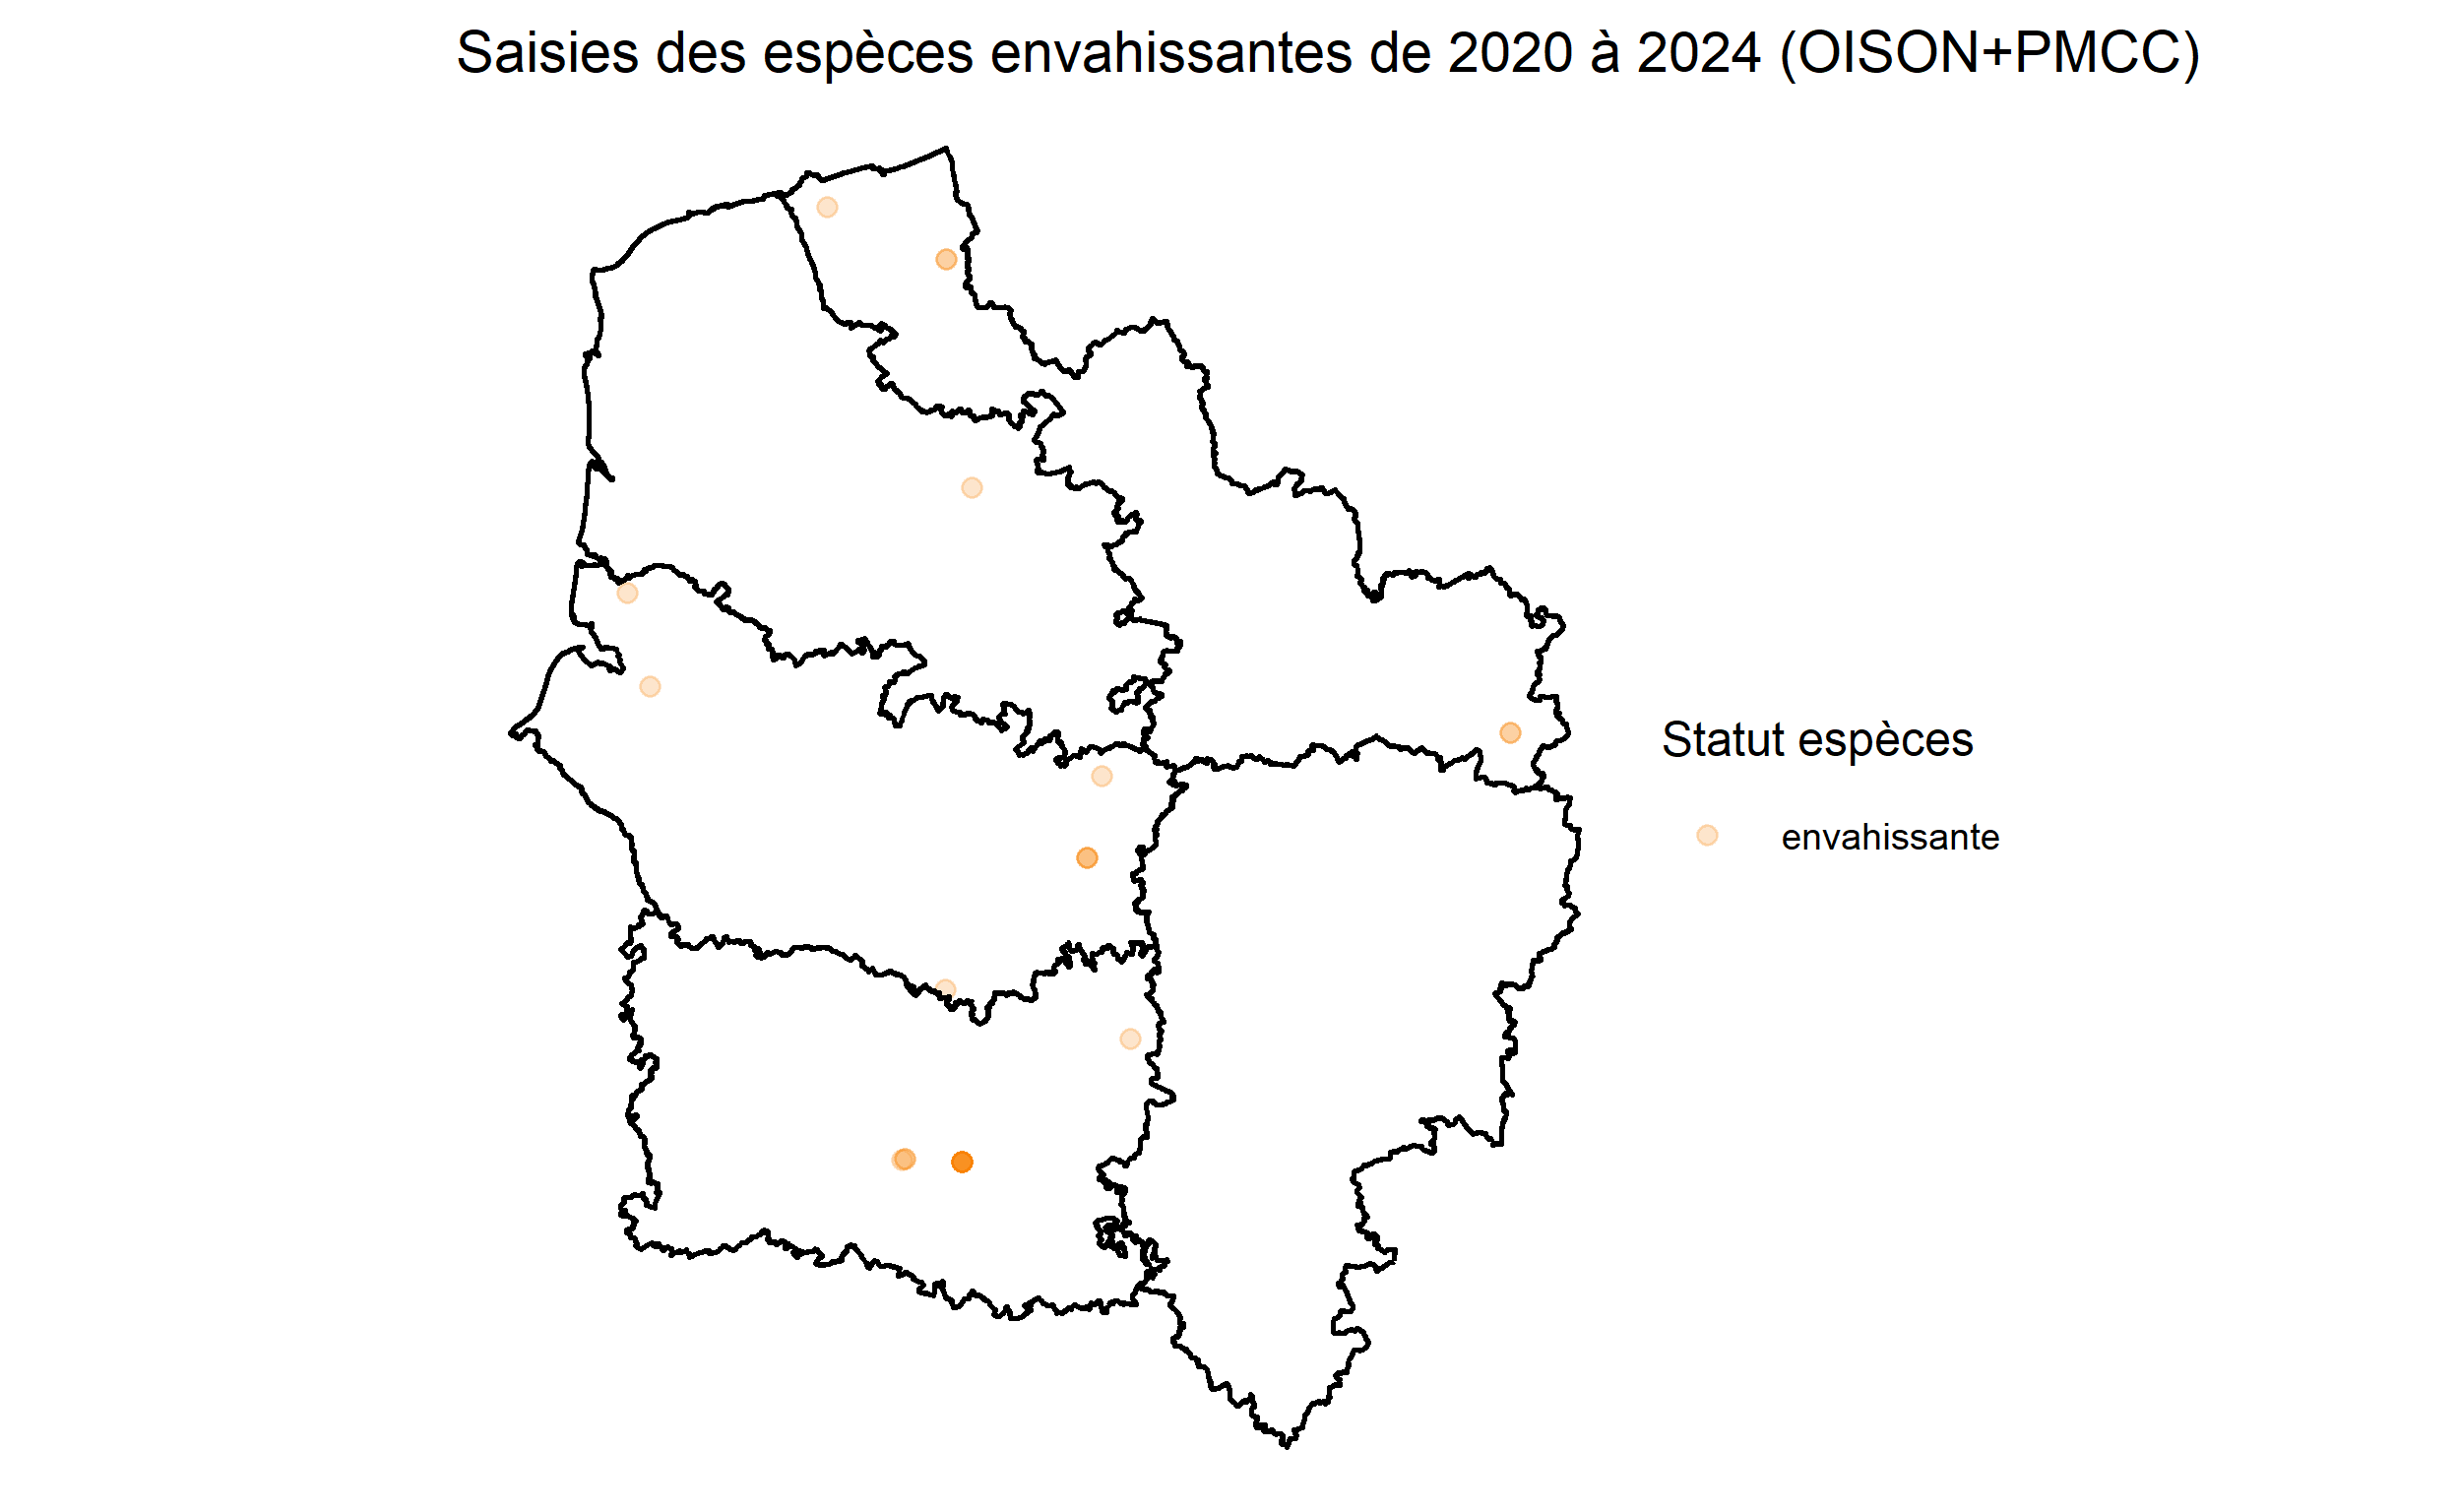 Saisies des espèces envahissantes de 2020 à 2024 (OISON+PMCC)
Statut espèces
envahissante